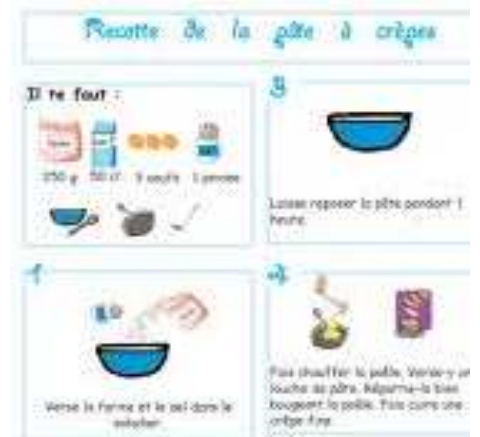 Recette de la pâte à crêpes
Il te faut :
250 g 50 cl 3 oeufs 1 pincée
3
Laisse reposer la pâte pendant 1
heure.
1
Verse la farine et le sel dans le
saladier.
4
Fais chauffer la poêle. Verse-y un
louche de pâte. Répartis-la bien
bougeant la poêle. Fais cuire une
crêpe fine.